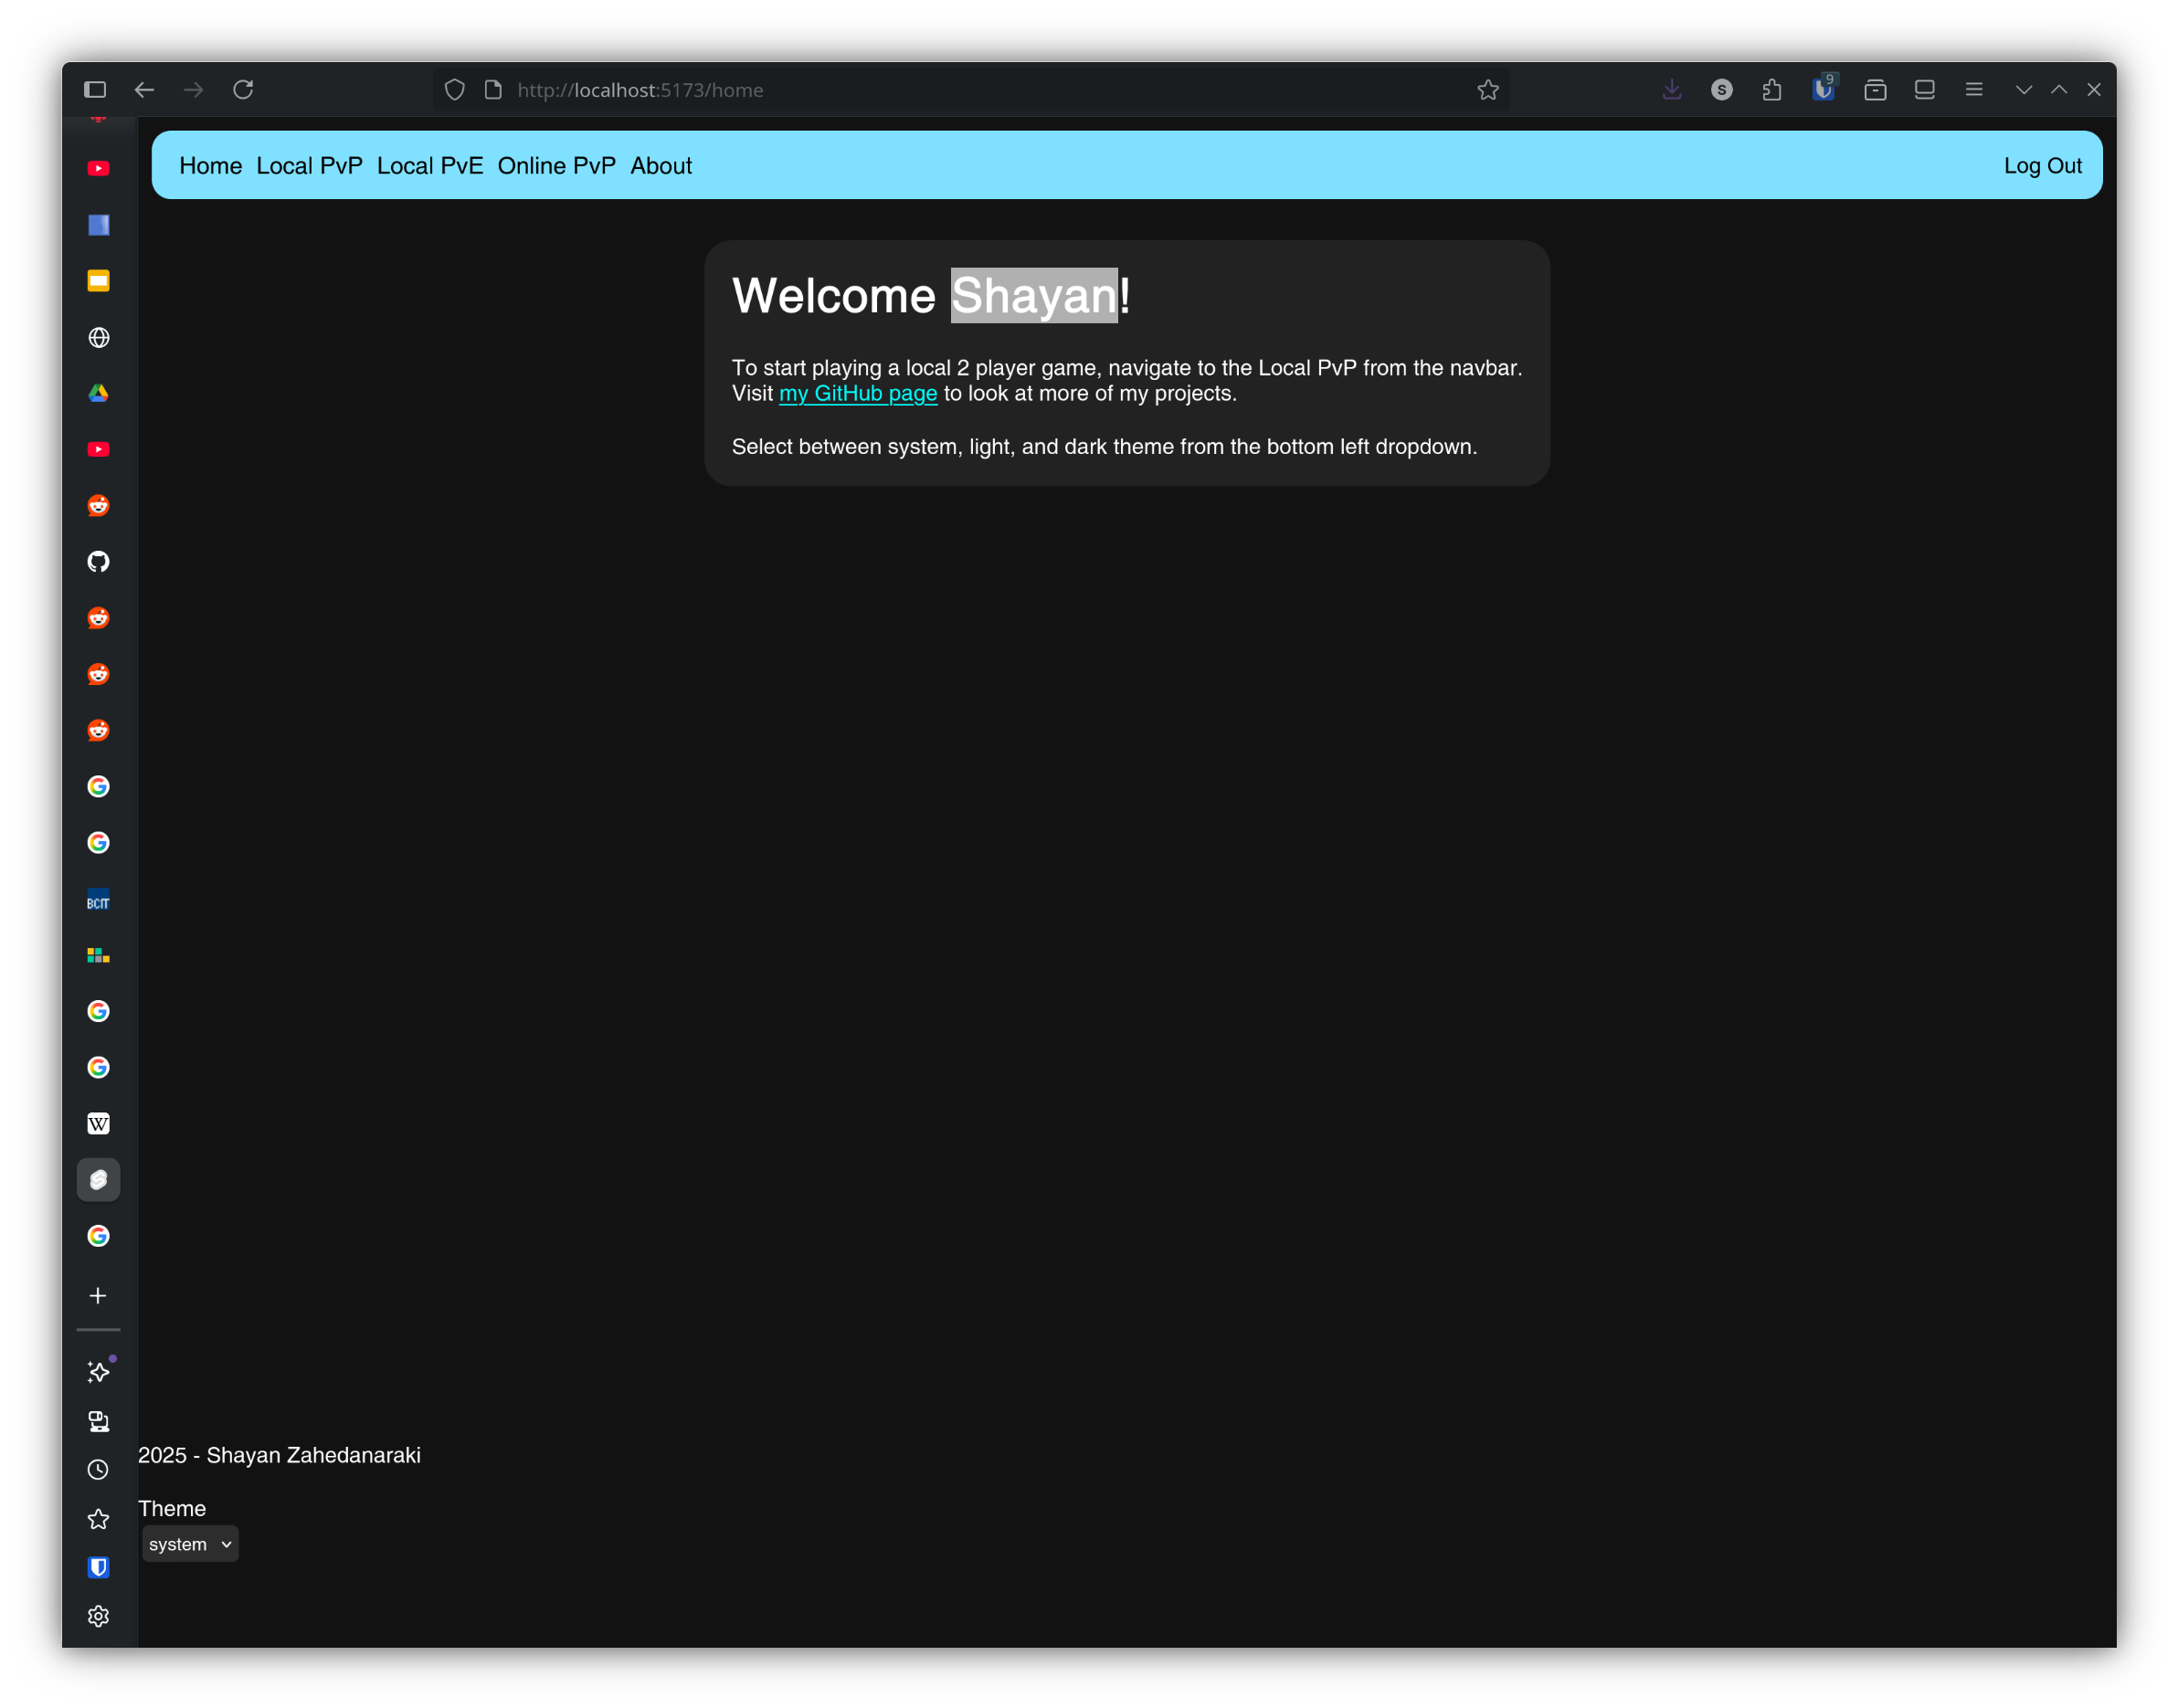 http://localhost:5173/home
9
S
Home Local PvP Local PvE Online PvP About Log Out
Welcome Shayan!
To start playing a local 2 player game, navigate to the Local PvP from the navbar.
Visit my GitHub page to look at more of my projects.
Select between system, light, and dark theme from the bottom left dropdown.
BCIT
W
2025 - Shayan Zahedanaraki
Theme
system